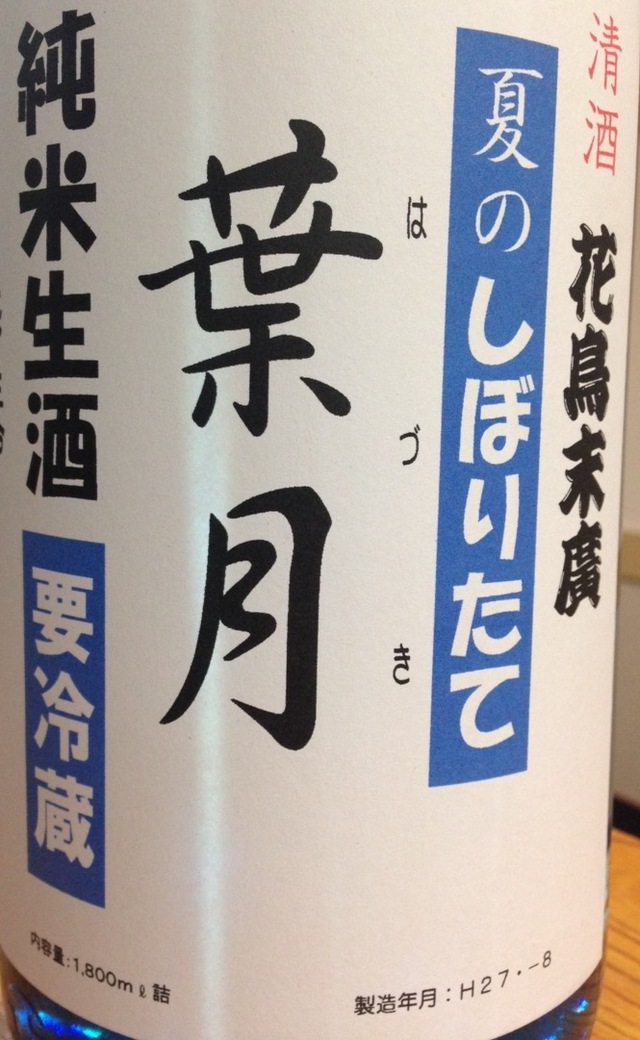 清酒
花鳥末廣
夏のしぼりたて
はづき
葉月
純米生酒
要冷蔵
内容量:1,800mℓ詰
製造年月:H27・-8